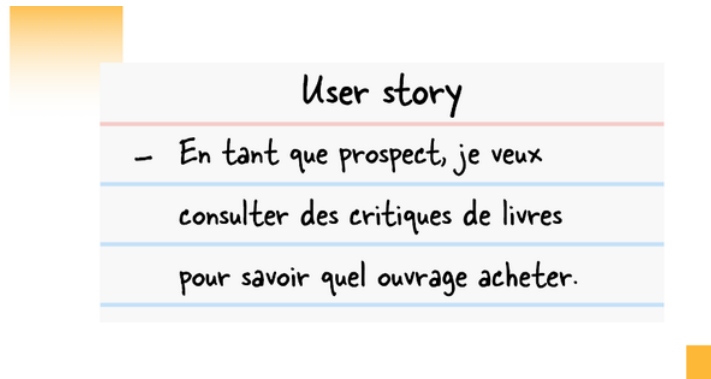 User story
- En tant que prospect, je veux
consulter des critiques de livres
pour savoir quel ouvrage acheter.